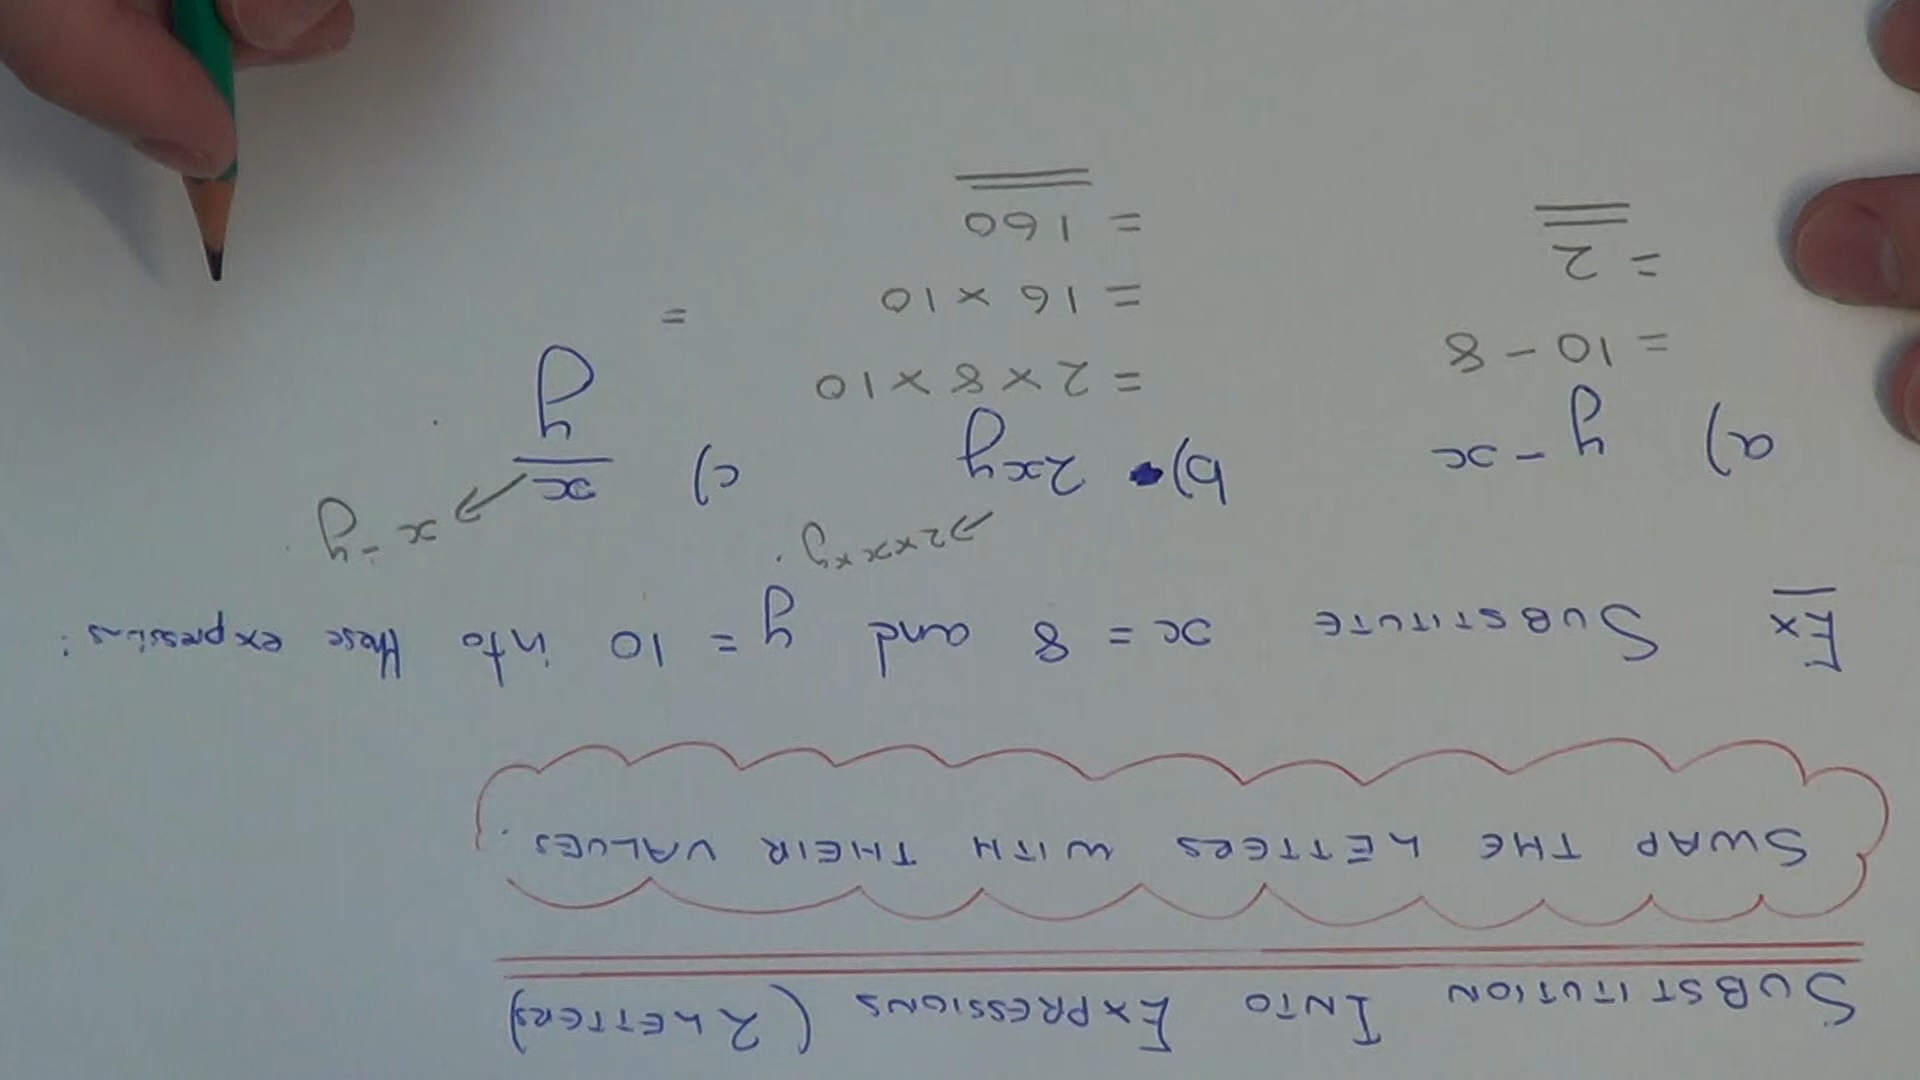 SUBSTITUTION INTO EXPRESSIONS (2 LETTERS)
SWAP THE LETTERS WITH THEIR VALUES.
Ex SUBSTITUTE x = 8 and y = 10 into these expressions:
→ 2×x×y.
→ x ÷ y.
a) y - x
= 10 - 8
= 2
b) 2xy
= 2 × 8 × 10
= 16 × 10
= 160
c) x/y
=